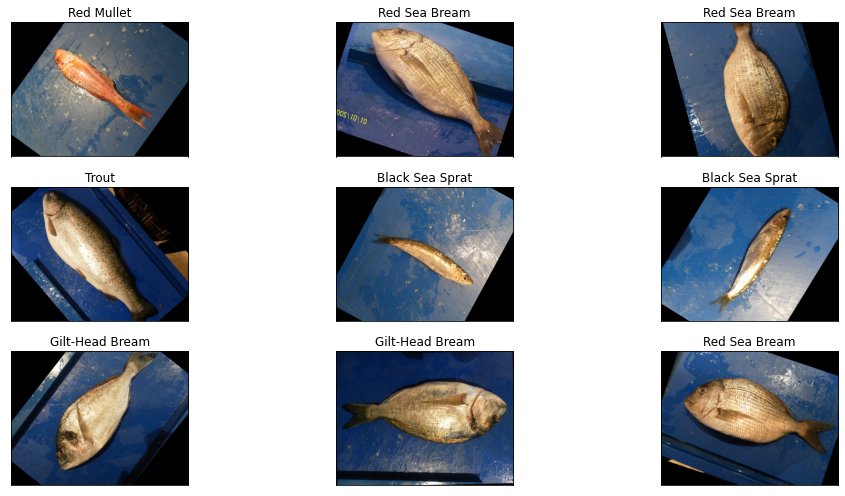 Red Mullet
Red Sea Bream
Red Sea Bream
Trout
Black Sea Sprat
Black Sea Sprat
Gilt-Head Bream
Gilt-Head Bream
Red Sea Bream